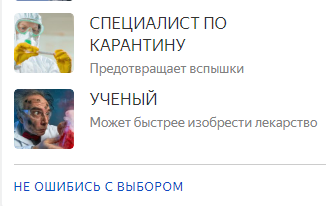 СПЕЦИАЛИСТ ПО
КАРАНТИНУ
Предотвращает вспышки
УЧЕНЫЙ
Может быстрее изобрести лекарство
НЕ ОШИБИСЬ С ВЫБОРОМ